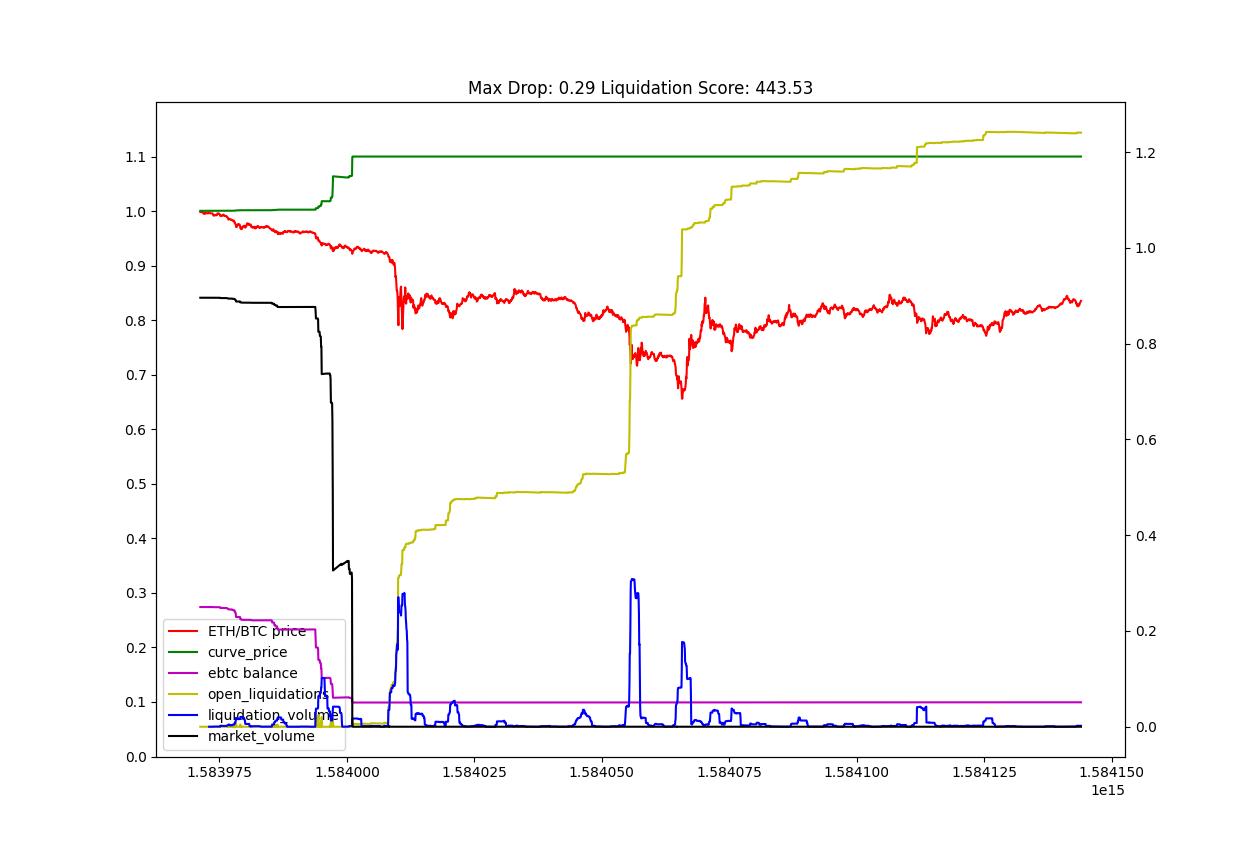 Max Drop: 0.29 Liquidation Score: 443.53
1.1
1.0
0.9
0.8
0.7
0.6
0.5
0.4
0.3
0.2
0.1
0.0
1.2
1.0
0.8
0.6
0.4
0.2
0.0
ETH/BTC price
curve_price
ebtc balance
open_liquidations
liquidation_volume
market_volume
1.583975 1.584000 1.584025 1.584050 1.584075 1.584100 1.584125 1.584150
1e15